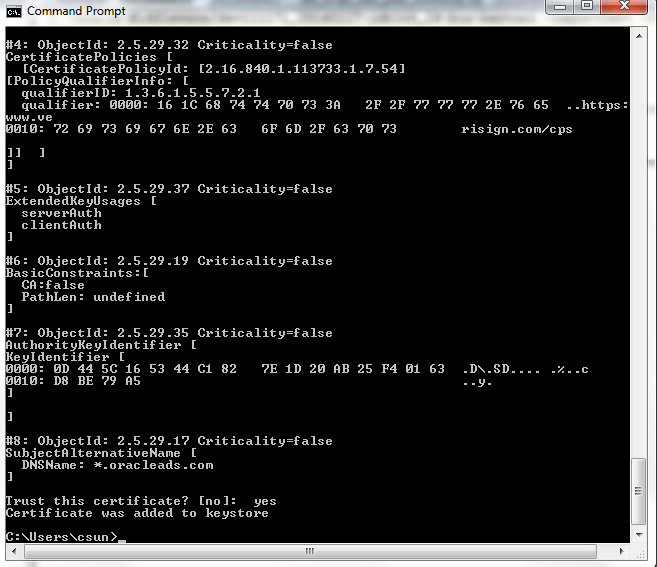 Command Prompt
#4: ObjectId: 2.5.29.32 Criticality=false
CertificatePolicies [
  [CertificatePolicyId: [2.16.840.1.113733.1.7.54]
[PolicyQualifierInfo: [
  qualifierID: 1.3.6.1.5.5.7.2.1
  qualifier: 0000: 16 1C 68 74 74 70 73 3A   2F 2F 77 77 77 2E 76 65  ..https:
www.ve
0010: 72 69 73 69 67 6E 2E 63   6F 6D 2F 63 70 73        risign.com/cps
]]  ]
]
#5: ObjectId: 2.5.29.37 Criticality=false
ExtendedKeyUsages [
  serverAuth
  clientAuth
]
#6: ObjectId: 2.5.29.19 Criticality=false
BasicConstraints:[
  CA:false
  PathLen: undefined
]
#7: ObjectId: 2.5.29.35 Criticality=false
AuthorityKeyIdentifier [
KeyIdentifier [
0000: 0D 44 5C 16 53 44 C1 82   7E 1D 20 AB 25 F4 01 63  .D\.SD.... .%..c
0010: D8 BE 79 A5                                        ..y.
]
]
#8: ObjectId: 2.5.29.17 Criticality=false
SubjectAlternativeName [
  DNSName: *.oracleads.com
]
Trust this certificate? [no]:  yes
Certificate was added to keystore
C:\Users\csun>_